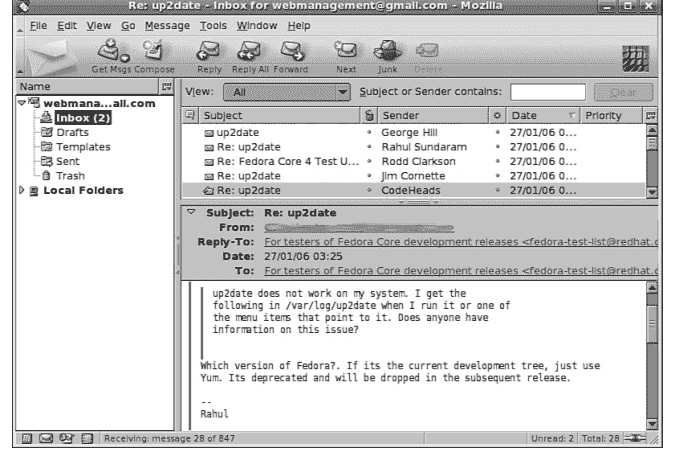 Re: up2date - Inbox for webmanagement@gmail.com - Mozilla
File Edit View Go Message Tools Window Help
Get Msgs Compose Reply Reply All Forward Next Junk Delete
Name
View: All Subject or Sender contains: Clear
webmana...ail.com
Inbox (2)
Drafts
Templates
Sent
Trash
Local Folders
Subject Sender Date Priority
up2date George Hill 27/01/06 0...
Re: up2date Rahul Sundaram 27/01/06 0...
Re: Fedora Core 4 Test U... Rodd Clarkson 27/01/06 0...
Re: up2date Jim Cornette 27/01/06 0...
Re: up2date CodeHeads 27/01/06 0...
Subject: Re: up2date
From:
Reply-To: For testers of Fedora Core development releases <fedora-test-list@redhat.c
Date: 27/01/06 03:25
To: For testers of Fedora Core development releases <fedora-test-list@redhat.c
up2date does not work on my system. I get the
following in /var/log/up2date when I run it or one of
the menu items that point to it. Does anyone have
information on this issue?
Which version of Fedora?. If its the current development tree, just use
Yum. Its deprecated and will be dropped in the subsequent release.
--
Rahul
Receiving: message 28 of 847 Unread: 2 Total: 28